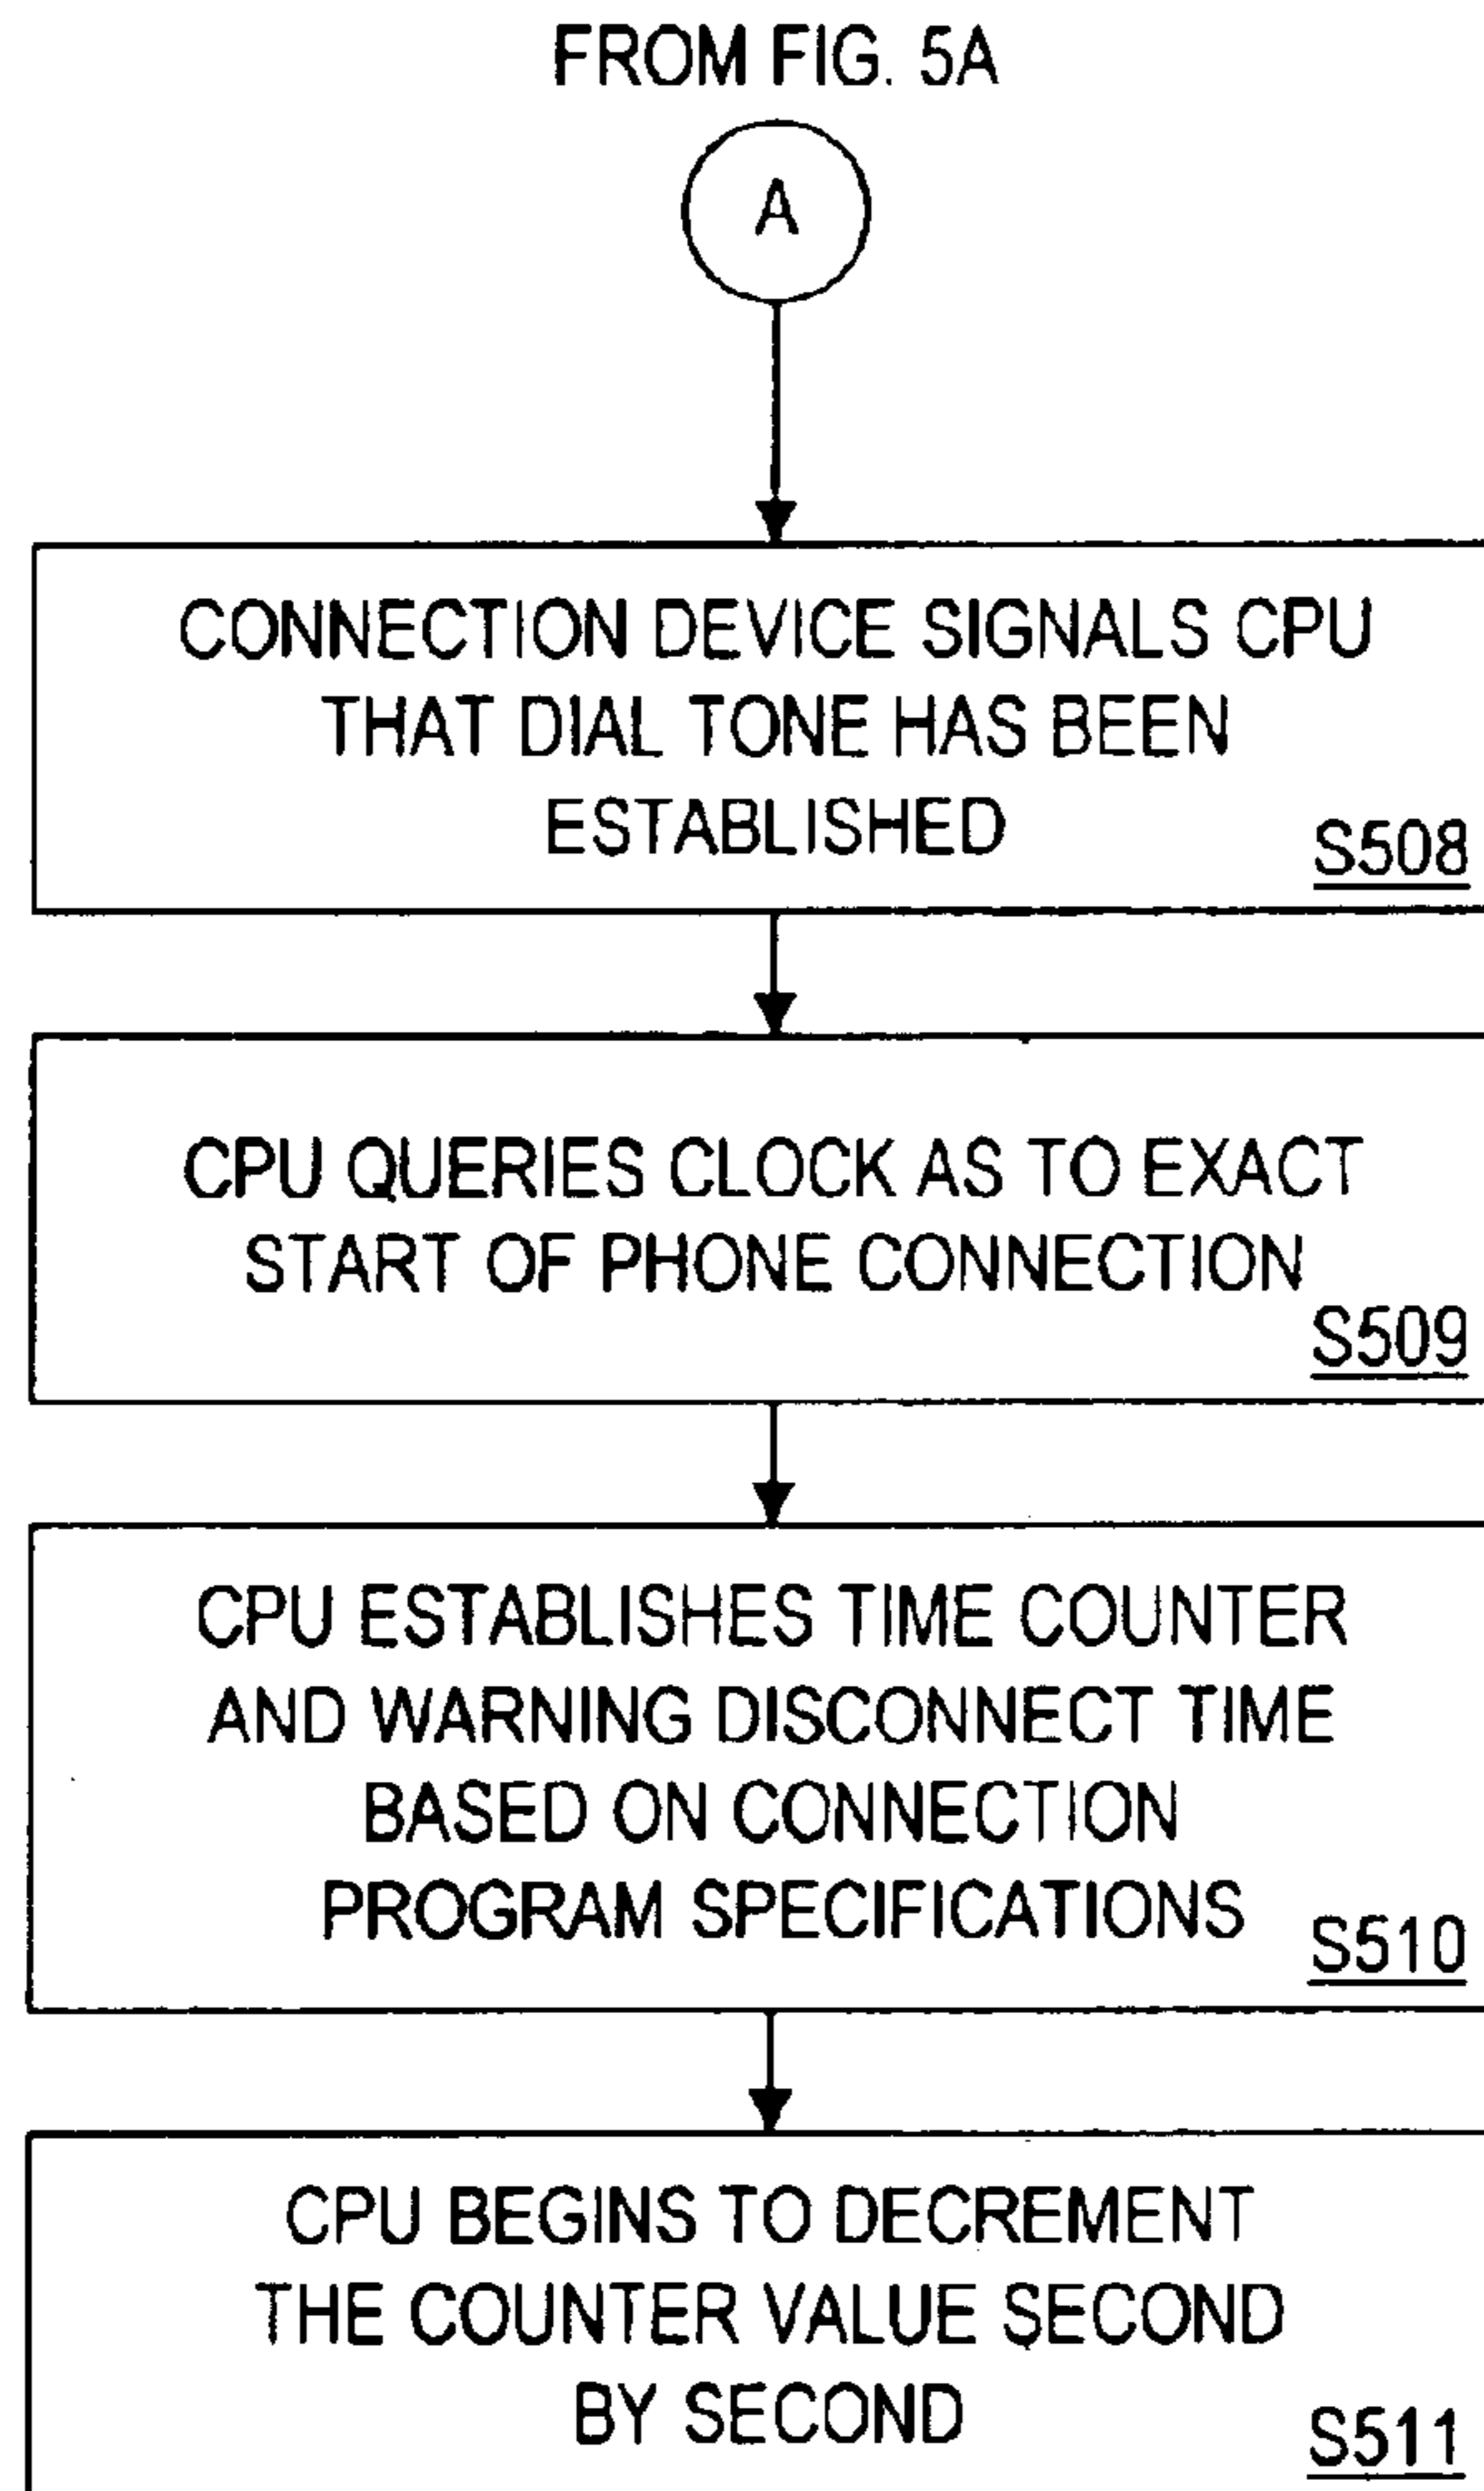 FROM FIG. 5A
A
CONNECTION DEVICE SIGNALS CPU
THAT DIAL TONE HAS BEEN
ESTABLISHED
S508
CPU QUERIES CLOCK AS TO EXACT
START OF PHONE CONNECTION
S509
CPU ESTABLISHES TIME COUNTER
AND WARNING DISCONNECT TIME
BASED ON CONNECTION
PROGRAM SPECIFICATIONS
S510
CPU BEGINS TO DECREMENT
THE COUNTER VALUE SECOND
BY SECOND
S511